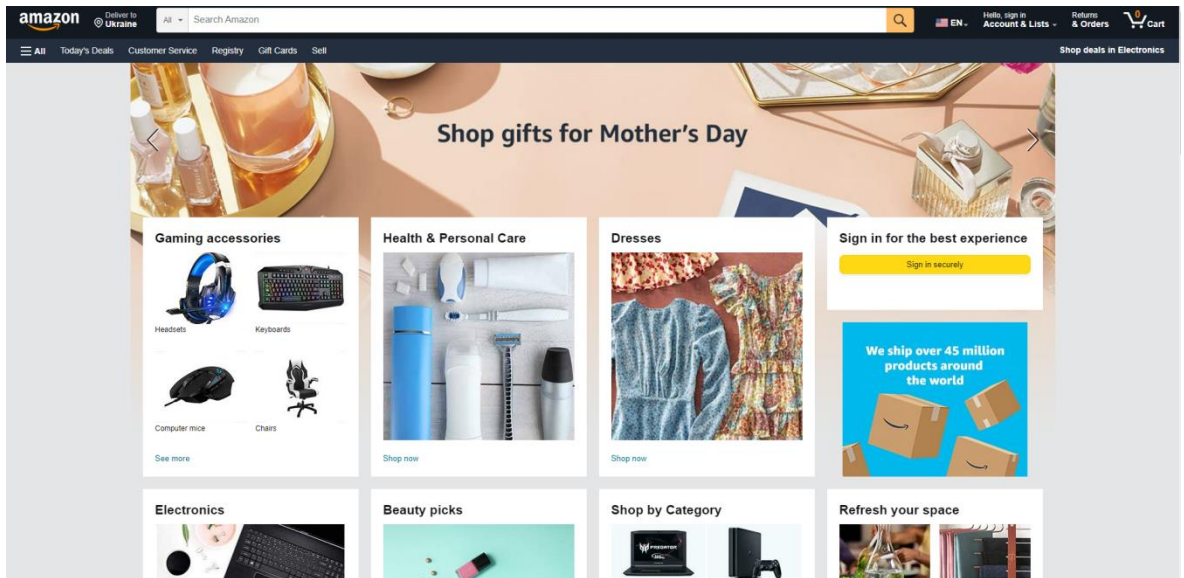 amazon
Deliver to
Ukraine
All
Search Amazon
EN
Hello, sign in
Account & Lists
Returns
& Orders
0
Cart
All
Today's Deals
Customer Service
Registry
Gift Cards
Sell
Shop deals in Electronics
Shop gifts for Mother's Day
Gaming accessories
Headsets
Keyboards
Computer mice
Chairs
See more
Health & Personal Care
Shop now
Dresses
Shop now
Sign in for the best experience
Sign in securely
We ship over 45 million
products around
the world
Electronics
Beauty picks
Shop by Category
PREDATOR
Refresh your space